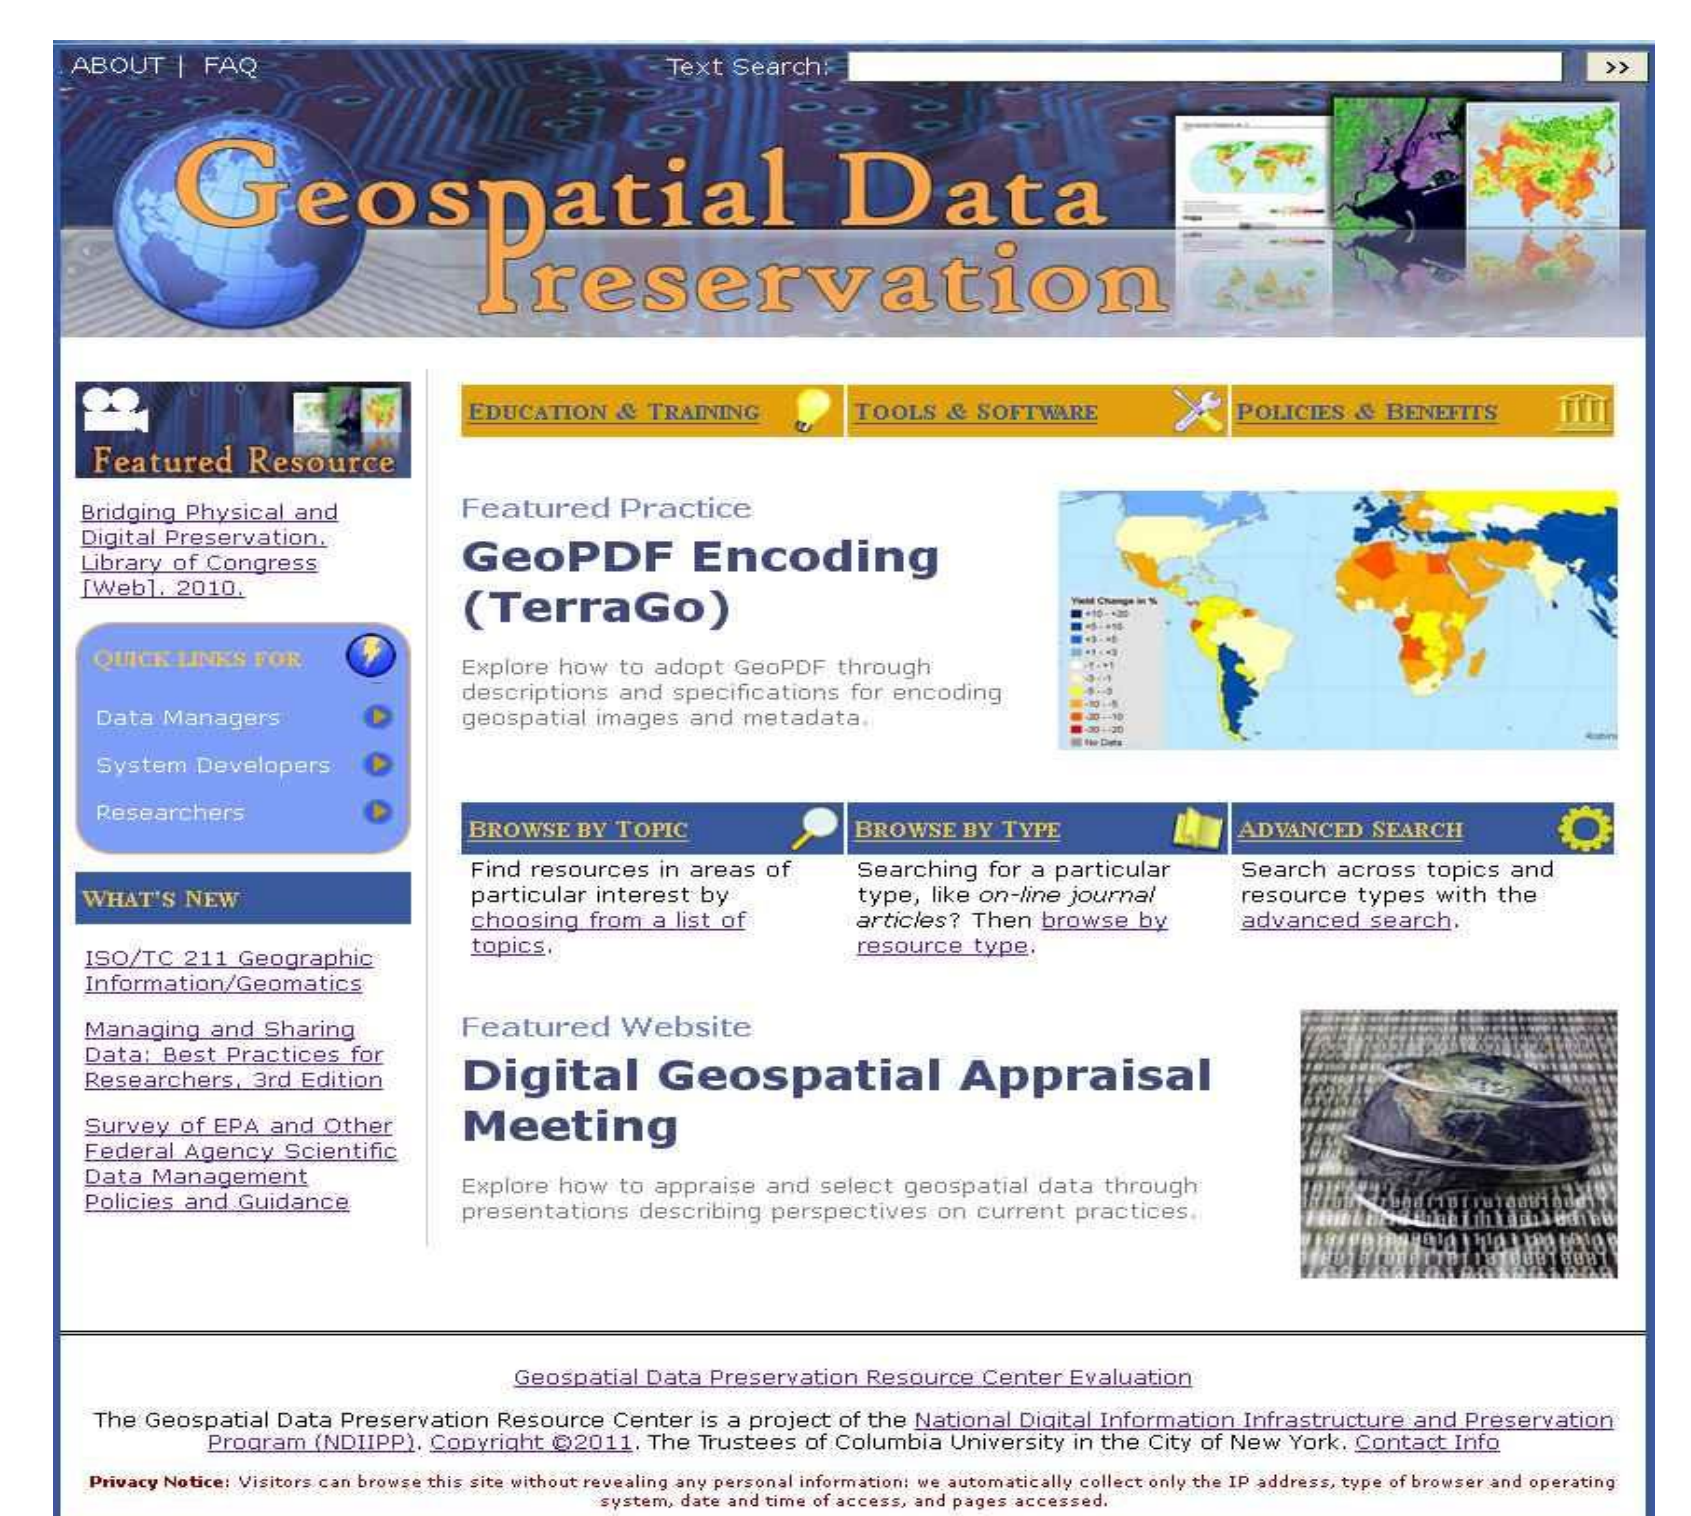 ABOUT | FAQ
Text Search:
>>
Geospatial Data
Preservation
Featured Resource
Bridging Physical and
Digital Preservation.
Library of Congress
[Web]. 2010.
QUICK LINKS FOR
Data Managers
System Developers
Researchers
WHAT'S NEW
ISO/TC 211 Geographic
Information/Geomatics
Managing and Sharing
Data: Best Practices for
Researchers, 3rd Edition
Survey of EPA and Other
Federal Agency Scientific
Data Management
Policies and Guidance
EDUCATION & TRAINING
TOOLS & SOFTWARE
POLICIES & BENEFITS
Featured Practice
GeoPDF Encoding
(TerraGo)
Explore how to adopt GeoPDF through
descriptions and specifications for encoding
geospatial images and metadata.
Yield Change in %
No Data
BROWSE BY TOPIC
Find resources in areas of
particular interest by
choosing from a list of
topics.
BROWSE BY TYPE
Searching for a particular
type, like on-line journal
articles? Then browse by
resource type.
ADVANCED SEARCH
Search across topics and
resource types with the
advanced search.
Featured Website
Digital Geospatial Appraisal
Meeting
Explore how to appraise and select geospatial data through
presentations describing perspectives on current practices.
Geospatial Data Preservation Resource Center Evaluation
The Geospatial Data Preservation Resource Center is a project of the National Digital Information Infrastructure and Preservation
Program (NDIIPP). Copyright ©2011. The Trustees of Columbia University in the City of New York. Contact Info
Privacy Notice: Visitors can browse this site without revealing any personal information: we automatically collect only the IP address, type of browser and operating
system, date and time of access, and pages accessed.